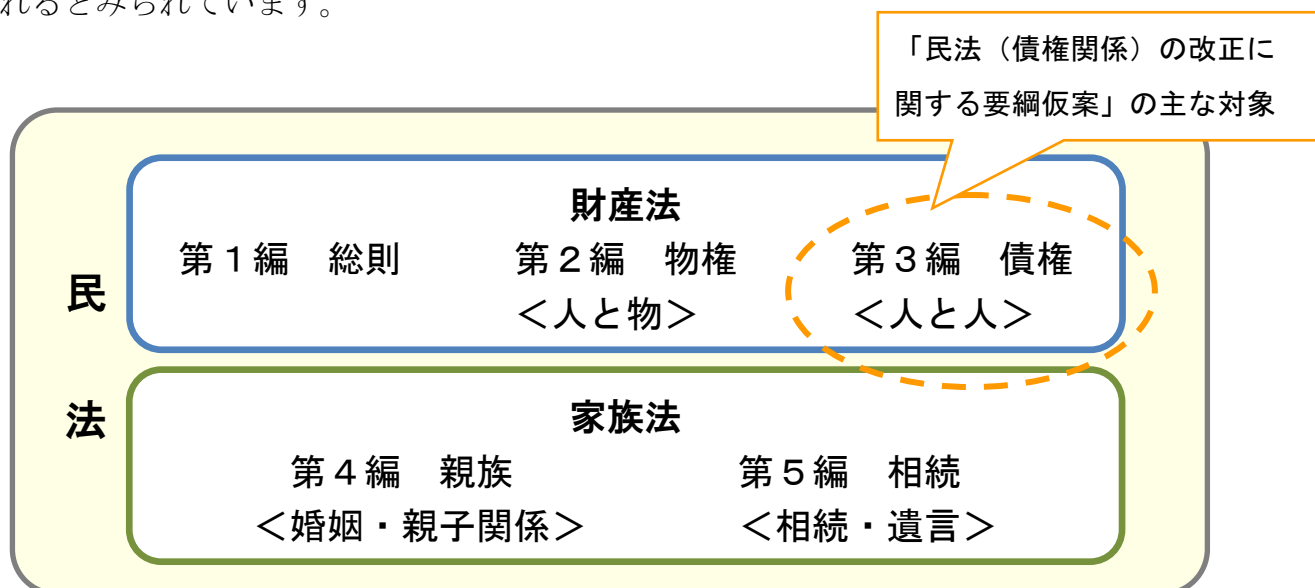 れるとみられています。
「民法（債権関係）の改正に
関する要綱仮案」の主な対象
民法
財産法
第１編　総則
第２編　物権
＜人と物＞
第３編　債権
＜人と人＞
家族法
第４編　親族
＜婚姻・親子関係＞
第５編　相続
＜相続・遺言＞